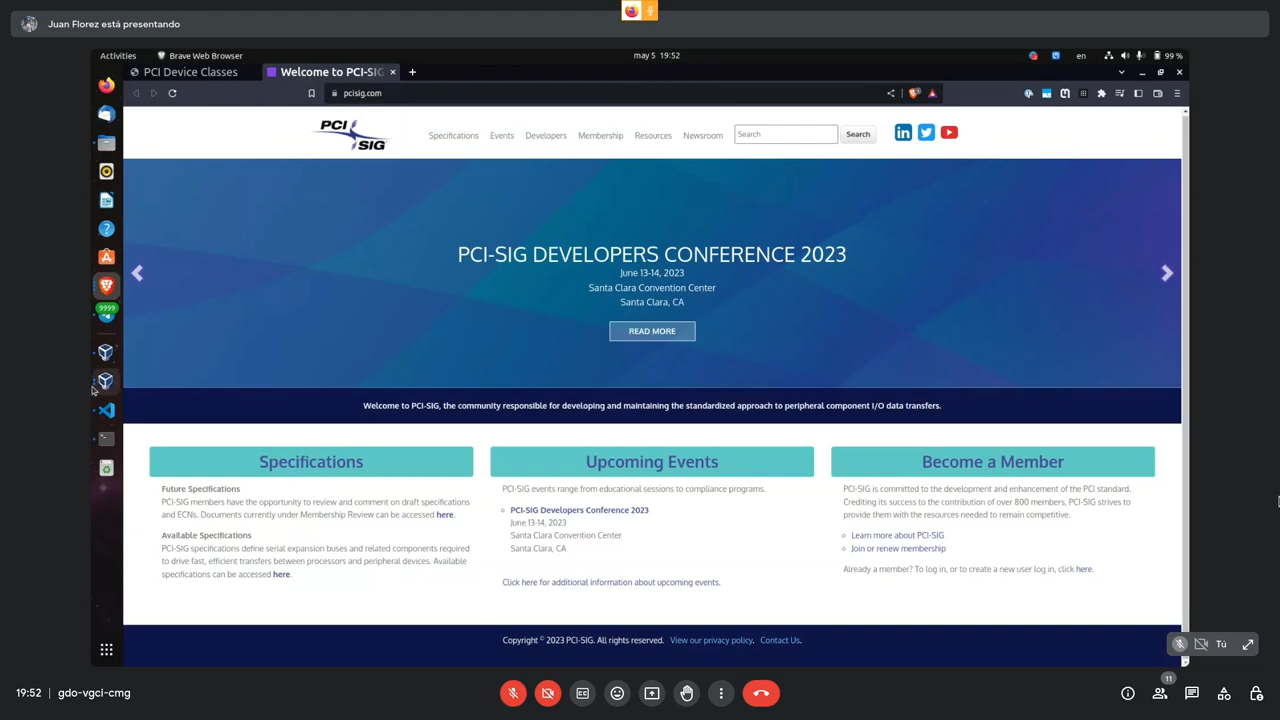 Juan Florez está presentando
Activities
Brave Web Browser
may 5 19:52
en
99 %
PCI Device Classes
Welcome to PCI-SIG
pcisig.com
PCI SIG
Specifications
Events
Developers
Membership
Resources
Newsroom
Search
Search
PCI-SIG DEVELOPERS CONFERENCE 2023
June 13-14, 2023
Santa Clara Convention Center
Santa Clara, CA
READ MORE
9999
Welcome to PCI-SIG, the community responsible for developing and maintaining the standardized approach to peripheral component I/O data transfers.
Specifications
Future Specifications
PCI-SIG members have the opportunity to review and comment on draft specifications
and ECNs. Documents currently under Membership Review can be accessed here.
Available Specifications
PCI-SIG specifications define serial expansion buses and related components required
to drive fast, efficient transfers between processors and peripheral devices. Available
specifications can be accessed here.
Upcoming Events
PCI-SIG events range from educational sessions to compliance programs.
PCI-SIG Developers Conference 2023
June 13-14, 2023
Santa Clara Convention Center
Santa Clara, CA
Click here for additional information about upcoming events.
Become a Member
PCI-SIG is committed to the development and enhancement of the PCI standard.
Crediting its success to the contribution of over 800 members, PCI-SIG strives to
provide them with the resources needed to remain competitive.
Learn more about PCI-SIG
Join or renew membership
Already a member? To log in, or to create a new user log in, click here.
Copyright © 2023 PCI-SIG. All rights reserved. View our privacy policy. Contact Us.
Tú
19:52
gdo-vgci-cmg
11